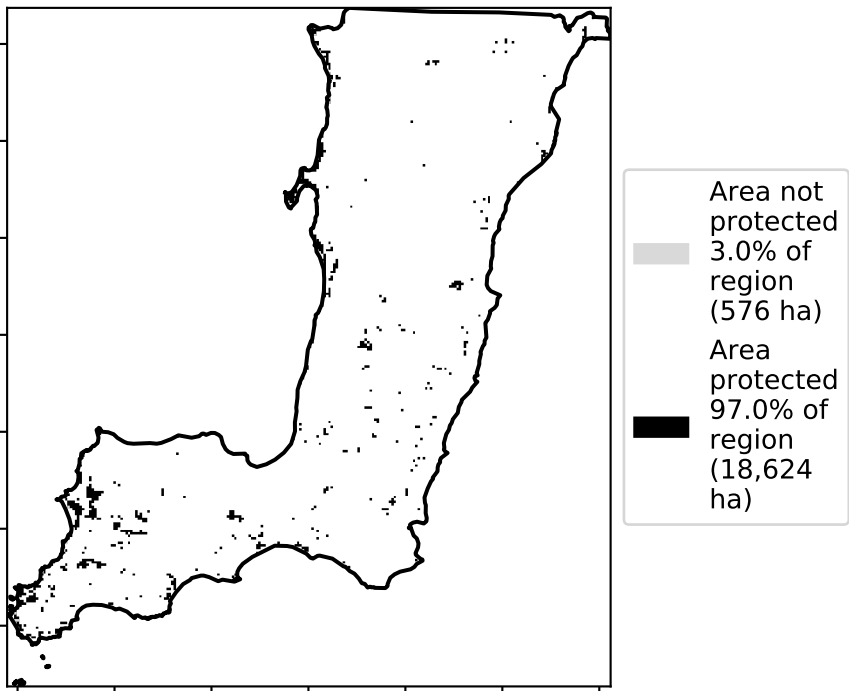 Area not
protected
3.0% of
region
(576 ha)
Area
protected
97.0% of
region
(18,624
ha)